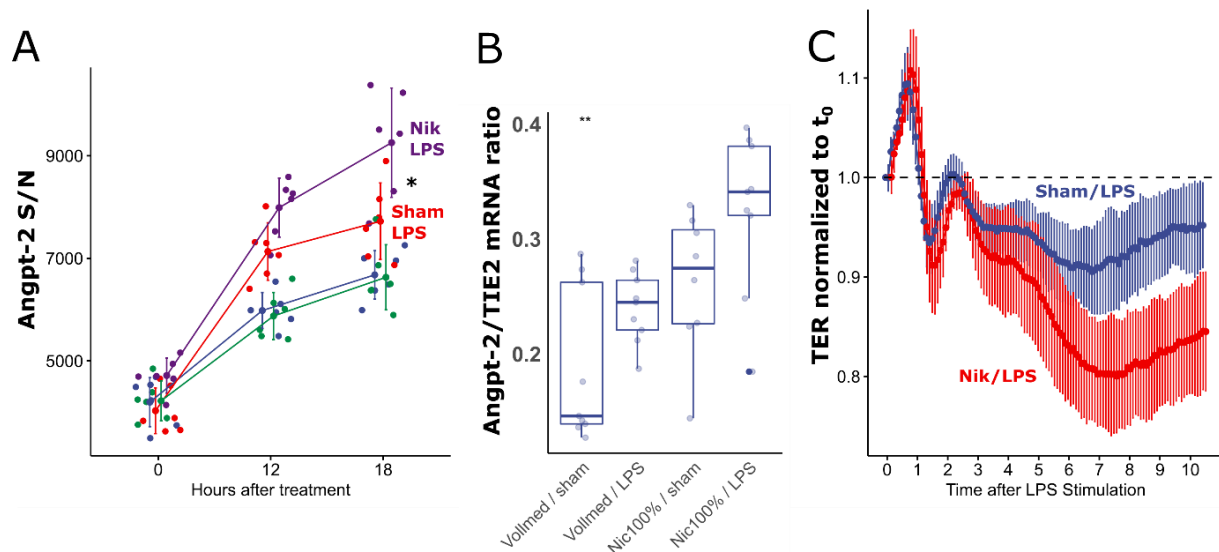 A
Angpt-2 S/N
9000
7000
5000
Nik
LPS
*
Sham
LPS
0
12
18
Hours after treatment
B
Angpt-2/TIE2 mRNA ratio
0.4
0.3
0.2
**
Vollmed / sham
Vollmed / LPS
Nic100% / sham
Nic100% / LPS
C
TER normalized to t0
1.1
1.0
0.9
0.8
Sham/LPS
Nik/LPS
0 1 2 3 4 5 6 7 8 9 10
Time after LPS Stimulation